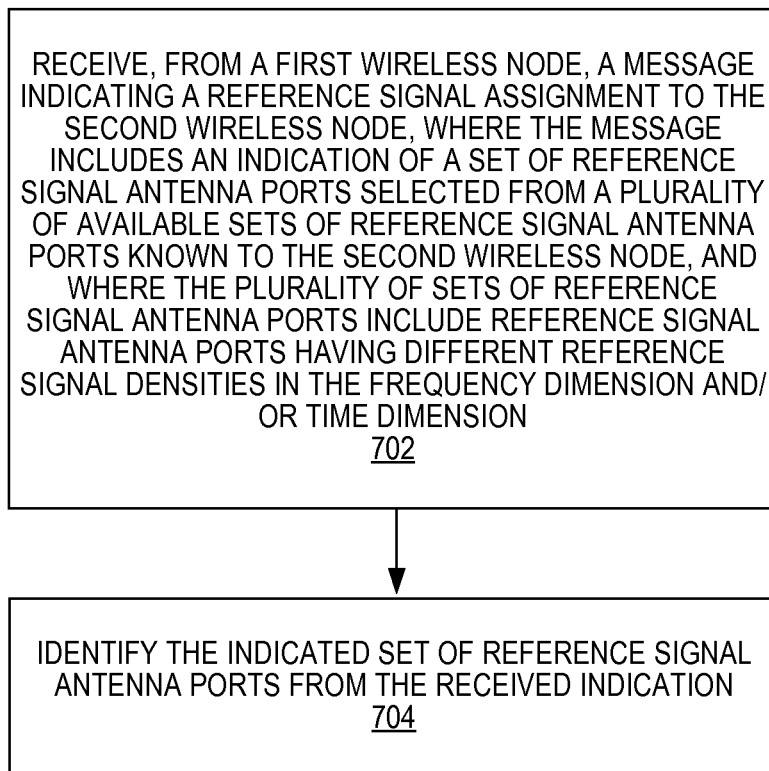 RECEIVE, FROM A FIRST WIRELESS NODE, A MESSAGE
INDICATING A REFERENCE SIGNAL ASSIGNMENT TO THE
SECOND WIRELESS NODE, WHERE THE MESSAGE
INCLUDES AN INDICATION OF A SET OF REFERENCE
SIGNAL ANTENNA PORTS SELECTED FROM A PLURALITY
OF AVAILABLE SETS OF REFERENCE SIGNAL ANTENNA
PORTS KNOWN TO THE SECOND WIRELESS NODE, AND
WHERE THE PLURALITY OF SETS OF REFERENCE
SIGNAL ANTENNA PORTS INCLUDE REFERENCE SIGNAL
ANTENNA PORTS HAVING DIFFERENT REFERENCE
SIGNAL DENSITIES IN THE FREQUENCY DIMENSION AND/
OR TIME DIMENSION
702
IDENTIFY THE INDICATED SET OF REFERENCE SIGNAL
ANTENNA PORTS FROM THE RECEIVED INDICATION
704